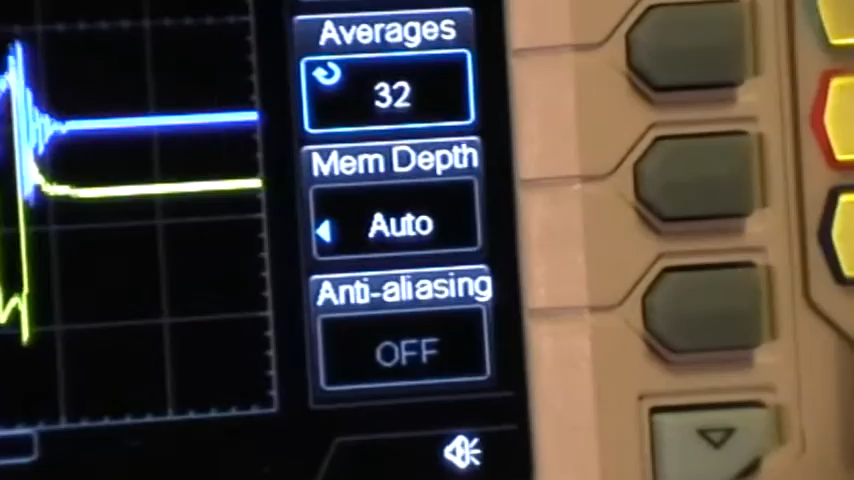 Averages
32
Mem Depth
Auto
Anti-aliasing
OFF